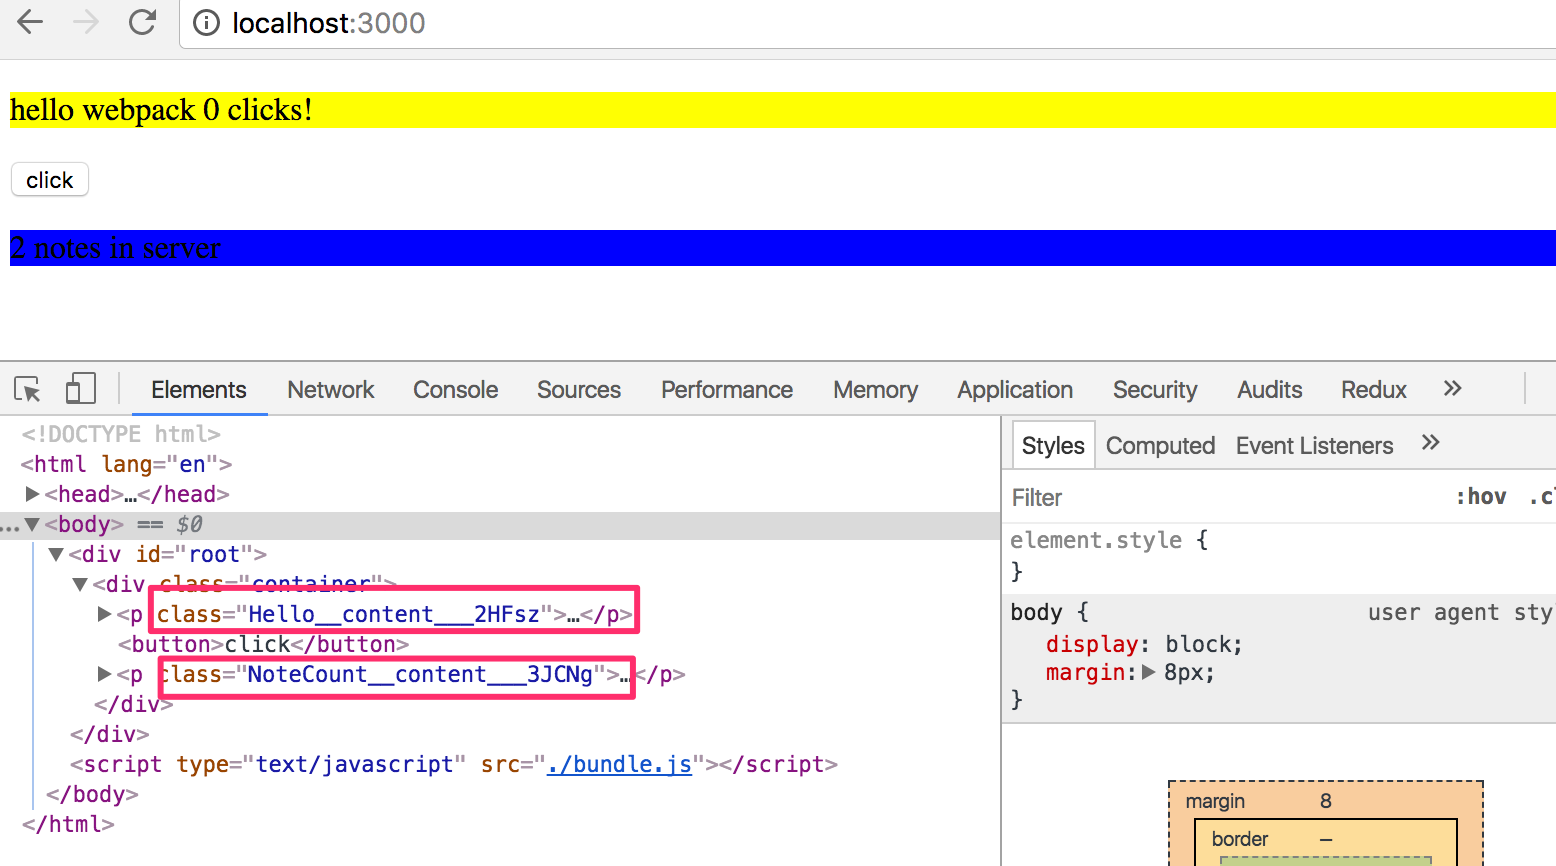 localhost:3000
hello webpack 0 clicks!
click
2 notes in server
Elements Network Console Sources Performance Memory Application Security Audits Redux »
<!DOCTYPE html>
<html lang="en">
▶<head>…</head>
…▼<body> == $0
▼<div id="root">
▼<div class="container">
▶<p class="Hello__content___2HFsz">…</p>
<button>click</button>
▶<p class="NoteCount__content___3JCNg">…</p>
</div>
</div>
<script type="text/javascript" src="./bundle.js"></script>
</body>
</html>
Styles Computed Event Listeners »
Filter :hov .cl
element.style {
}
body { user agent sty
display: block;
margin:▶8px;
}
margin 8
border –